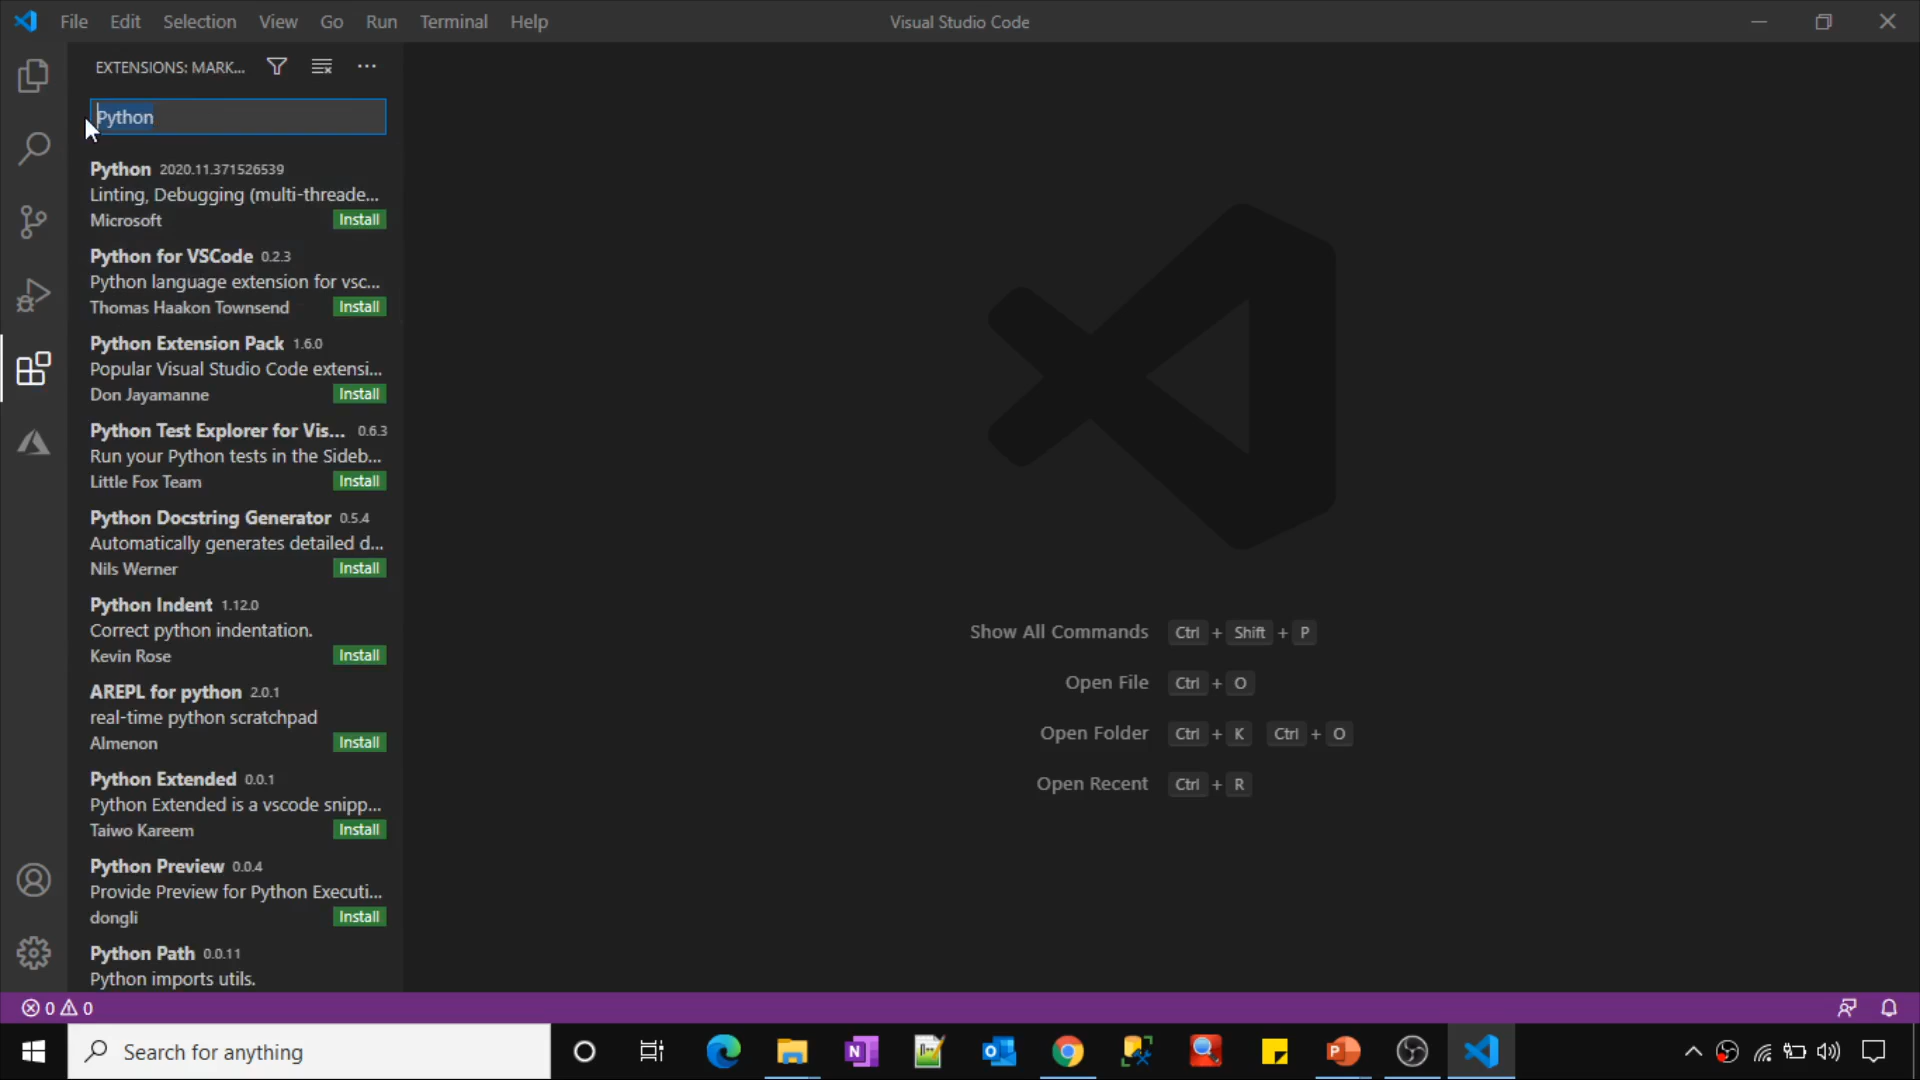 File Edit Selection View Go Run Terminal Help
Visual Studio Code
EXTENSIONS: MARK...
Python
Python 2020.11.371526539
Linting, Debugging (multi-threade...
Microsoft Install
Python for VSCode 0.2.3
Python language extension for vsc...
Thomas Haakon Townsend Install
Python Extension Pack 1.6.0
Popular Visual Studio Code extensi...
Don Jayamanne Install
Python Test Explorer for Vis... 0.6.3
Run your Python tests in the Sideb...
Little Fox Team Install
Python Docstring Generator 0.5.4
Automatically generates detailed d...
Nils Werner Install
Python Indent 1.12.0
Correct python indentation.
Kevin Rose Install
AREPL for python 2.0.1
real-time python scratchpad
Almenon Install
Python Extended 0.0.1
Python Extended is a vscode snipp...
Taiwo Kareem Install
Python Preview 0.0.4
Provide Preview for Python Executi...
dongli Install
Python Path 0.0.11
Python imports utils.
Show All Commands Ctrl + Shift + P
Open File Ctrl + O
Open Folder Ctrl + K Ctrl + O
Open Recent Ctrl + R
0 0
Search for anything